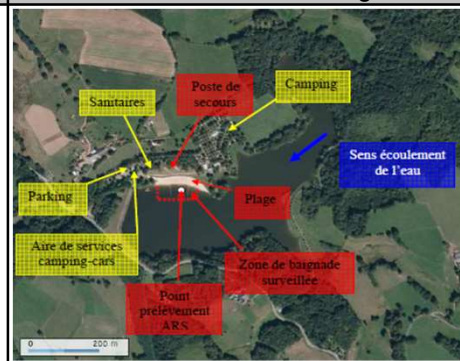 Camping
Poste de
secours
Sanitaires
Sens écoulement
de l'eau
Parking
Plage
Aire de services
camping-cars
Zone de baignade
surveillée
Point
prélèvement
ARS
0 200 m